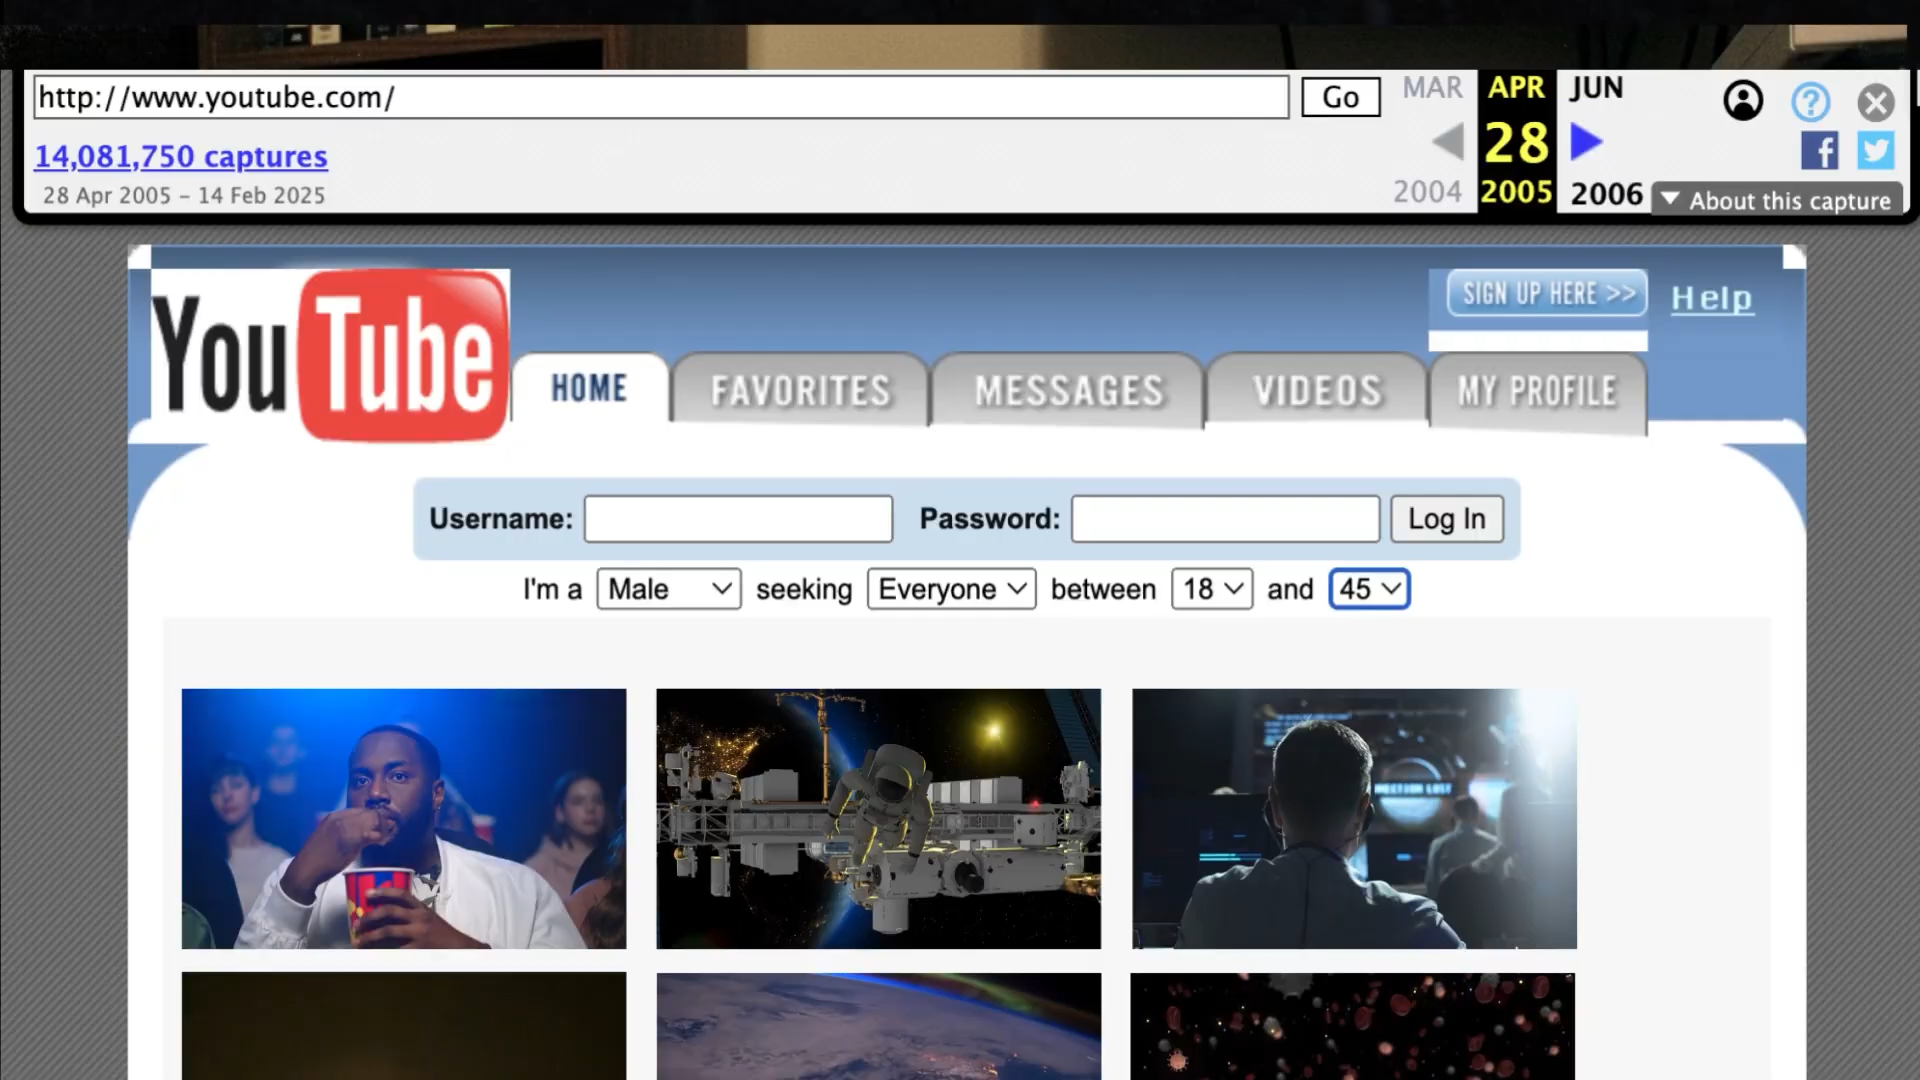 http://www.youtube.com/
Go
MAR
APR
JUN
14,081,750 captures
28
28 Apr 2005 – 14 Feb 2025
2004
2005
2006
About this capture
YouTube
SIGN UP HERE >>
Help
HOME
FAVORITES
MESSAGES
VIDEOS
MY PROFILE
Username:
Password:
Log In
I'm a Male seeking Everyone between 18 and 45